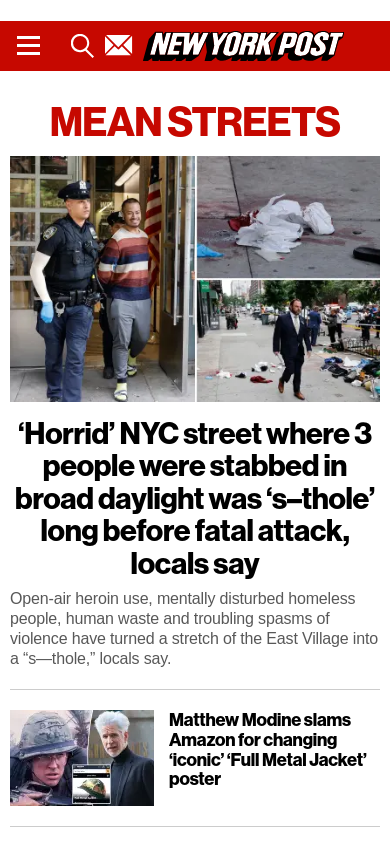 NEW YORK POST
MEAN STREETS
‘Horrid’ NYC street where 3
people were stabbed in
broad daylight was ‘s–thole’
long before fatal attack,
locals say
Open-air heroin use, mentally disturbed homeless
people, human waste and troubling spasms of
violence have turned a stretch of the East Village into
a “s—thole,” locals say.
Matthew Modine slams
Amazon for changing
‘iconic’ ‘Full Metal Jacket’
poster